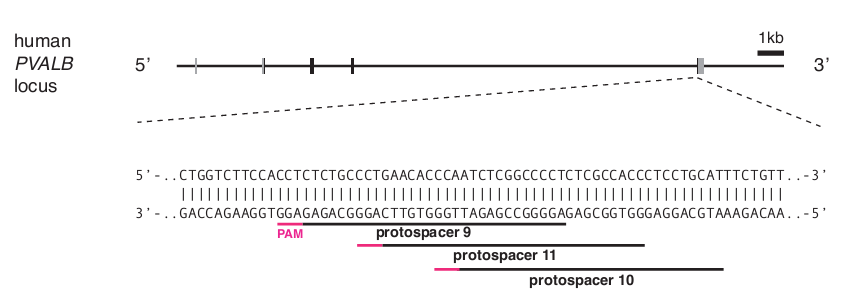 human
PVALB
locus
5’
1kb
3’
5’-..CTGGTCTTCCACCTCTCTGCCCTGAACACCCAATCTCGGCCCCTCTCGCCACCCTCCTGCATTTCTGTT..-3’
3’-..GACCAGAAGGTGGAGAGACGGGACTTGTGGGTTAGAGCCGGGGAGAGCGGTGGGAGGACGTAAAGACAA..-5’
PAM
protospacer 9
protospacer 11
protospacer 10